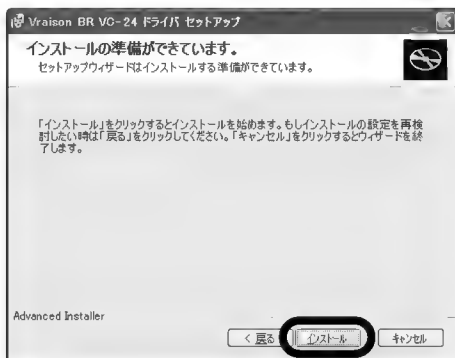 Vraison BR VC-24 ドライバ セットアップ
インストールの準備ができています。
セットアップウィザードはインストールする準備ができています。
「インストール」をクリックするとインストールを始めます。もしインストールの設定を再検
討したい時は「戻る」をクリックしてください。「キャンセル」をクリックするとウィザードを終
了します。
Advanced Installer
< 戻る
インストール
キャンセル